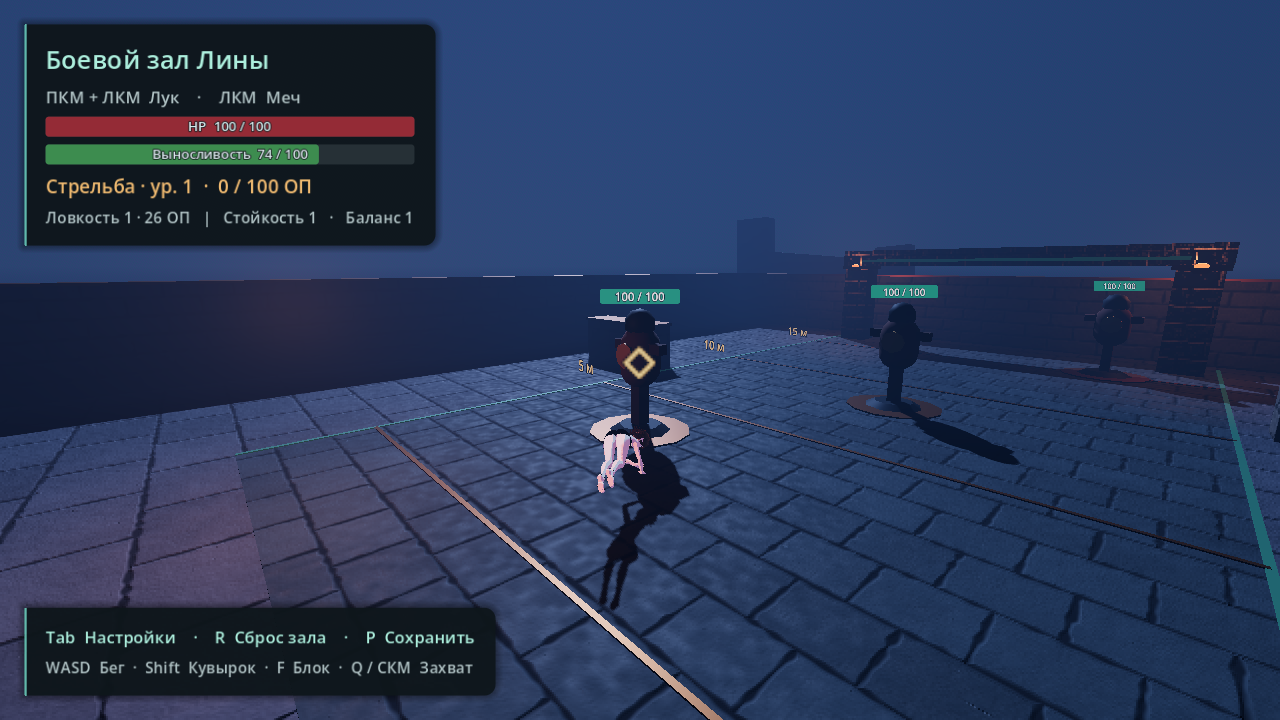 Боевой зал Лины
ПКМ + ЛКМ Лук · ЛКМ Меч
HP 100 / 100
Выносливость 74 / 100
Стрельба · ур. 1 · 0 / 100 ОП
Ловкость 1 · 26 ОП | Стойкость 1 · Баланс 1
100 / 100
100 / 100
100 / 100
5 м
10 м
15 м
Tab Настройки · R Сброс зала · P Сохранить
WASD Бег · Shift Кувырок · F Блок · Q / СКМ Захват